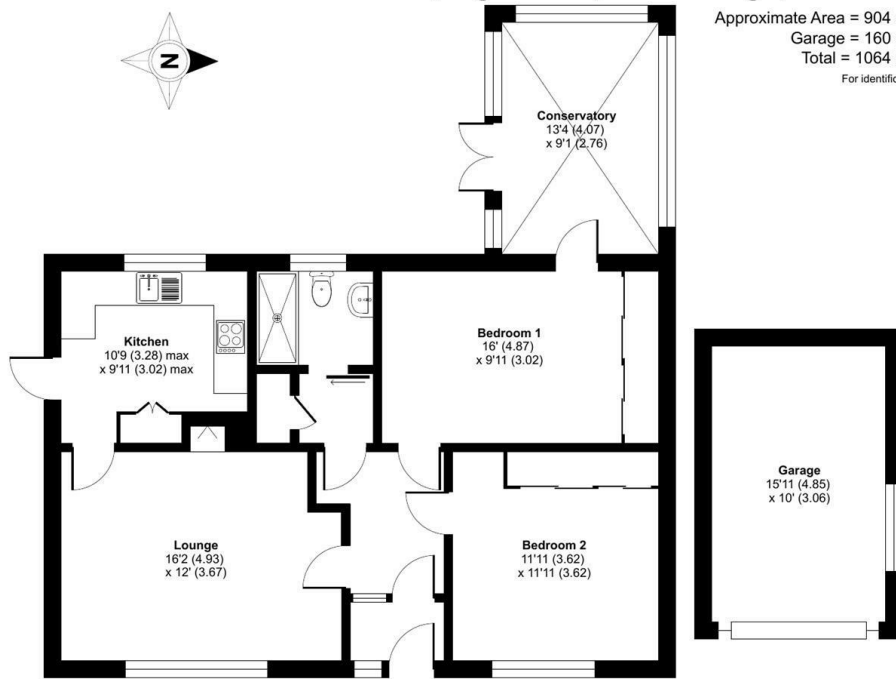 Approximate Area = 904
Garage = 160
Total = 1064
For identific
N
Conservatory
13'4 (4.07)
x 9'1 (2.76)
Kitchen
10'9 (3.28) max
x 9'11 (3.02) max
Bedroom 1
16' (4.87)
x 9'11 (3.02)
Lounge
16'2 (4.93)
x 12' (3.67)
Bedroom 2
11'11 (3.62)
x 11'11 (3.62)
Garage
15'11 (4.85)
x 10' (3.06)